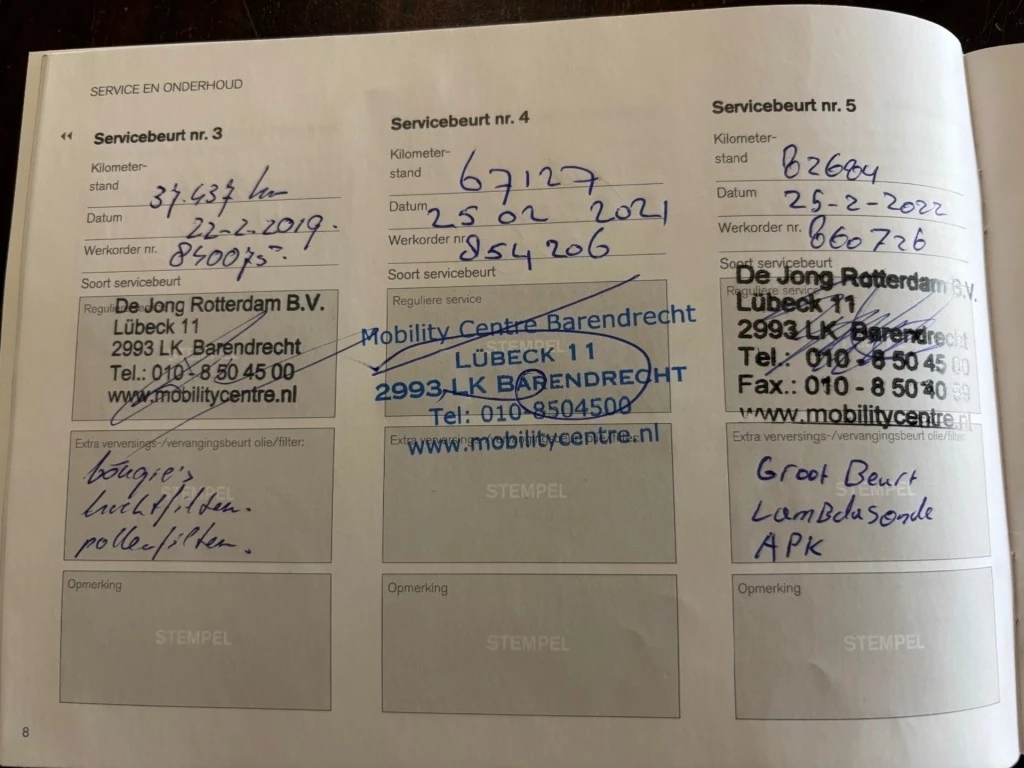 SERVICE EN ONDERHOUD
Servicebeurt nr. 3
Kilometer-
stand 37.437 km
Datum 22-2-2019.
Werkorder nr. 840075
Soort servicebeurt
De Jong Rotterdam B.V.
Lübeck 11
2993 LK Barendrecht
Tel.: 010 - 8 50 45 00
www.mobilitycentre.nl
Extra verversings-/vervangingsbeurt olie/filter:
bougie's
STEMPEL
luchtfilter.
pollenfilter.
Opmerking
STEMPEL
Servicebeurt nr. 4
Kilometer-
stand 67127
Datum 25 02 2021
Werkorder nr 854206
Soort servicebeurt
Reguliere service
Mobility Centre Barendrecht
LÜBECK 11
2993 LK BARENDRECHT
Tel: 010-8504500
www.mobilitycentre.nl
STEMPEL
Opmerking
STEMPEL
Servicebeurt nr. 5
Kilometer-
stand 82684
Datum 25-2-2022
Werkorder nr. 860726
Soort servicebeurt
Reguliere service
De Jong Rotterdam B.V.
Lübeck 11
2993 LK Barendrecht
Tel.: 010 - 8 50 45 00
Fax.: 010 - 8 50 40
www.mobilitycentre.nl
Extra verversings-/vervangingsbeurt olie/filter:
Groot Beurt
STEMPEL
Lambdasonde
APK
Opmerking
STEMPEL
8